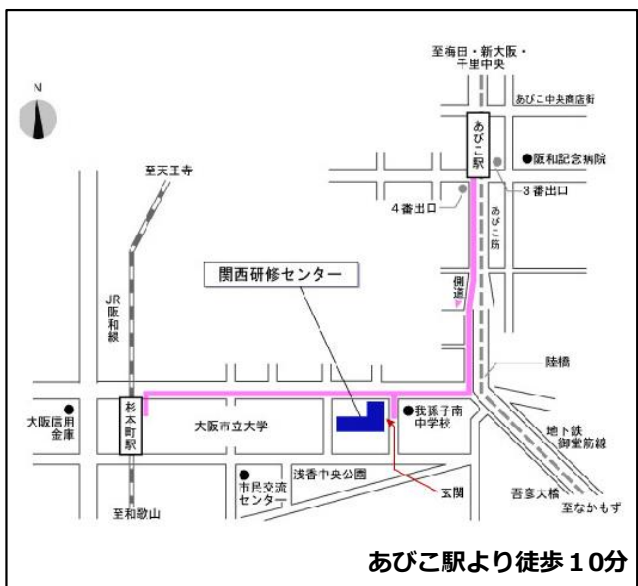 至梅田・新大阪・
千里中央
あびこ中央商店街
N
あびこ駅
阪和記念病院
至天王寺
3番出口
4番出口
あびこ筋
関西研修センター
側道
JR阪和線
陸橋
大阪信用
金庫
杉本町駅
大阪市立大学
我孫子南
中学校
地下鉄
御堂筋線
市民交流
センター
浅香中央公園
玄関
吾彦大橋
至なかもず
至和歌山
あびこ駅より徒歩10分